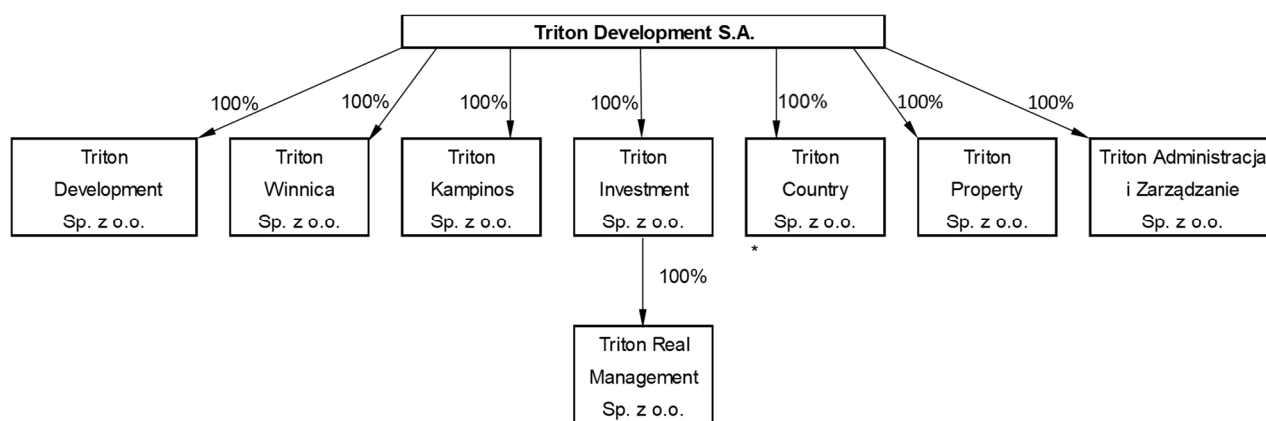 Triton Development S.A.
100%
100%
100%
100%
100%
100%
100%
Triton
Development
Sp. z o.o.
Triton
Winnica
Sp. z o.o.
Triton
Kampinos
Sp. z o.o.
Triton
Investment
Sp. z o.o.
Triton
Country
Sp. z o.o.
Triton
Property
Sp. z o.o.
Triton Administracja
i Zarządzanie
Sp. z o.o.
*
100%
Triton Real
Management
Sp. z o.o.